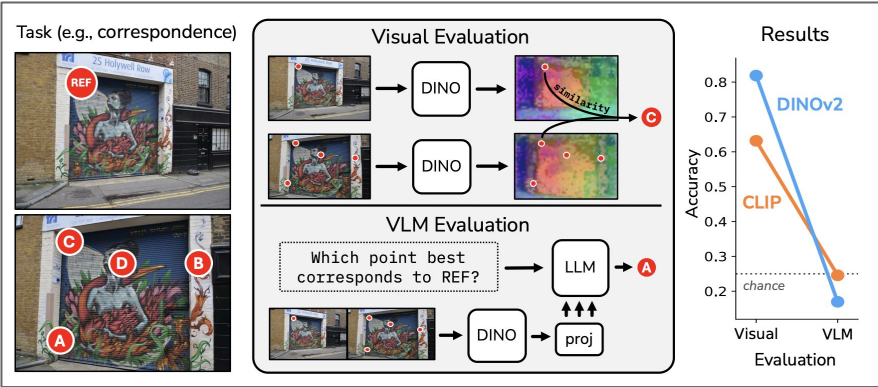 Task (e.g., correspondence)
25 Holywell Row
REF
C
D
B
A
Visual Evaluation
DINO
similarity
C
DINO
VLM Evaluation
Which point best
corresponds to REF?
LLM
A
DINO
proj
Results
Accuracy
0.8
0.7
0.6
0.5
0.4
0.3
0.2
DINOv2
CLIP
chance
Visual
VLM
Evaluation